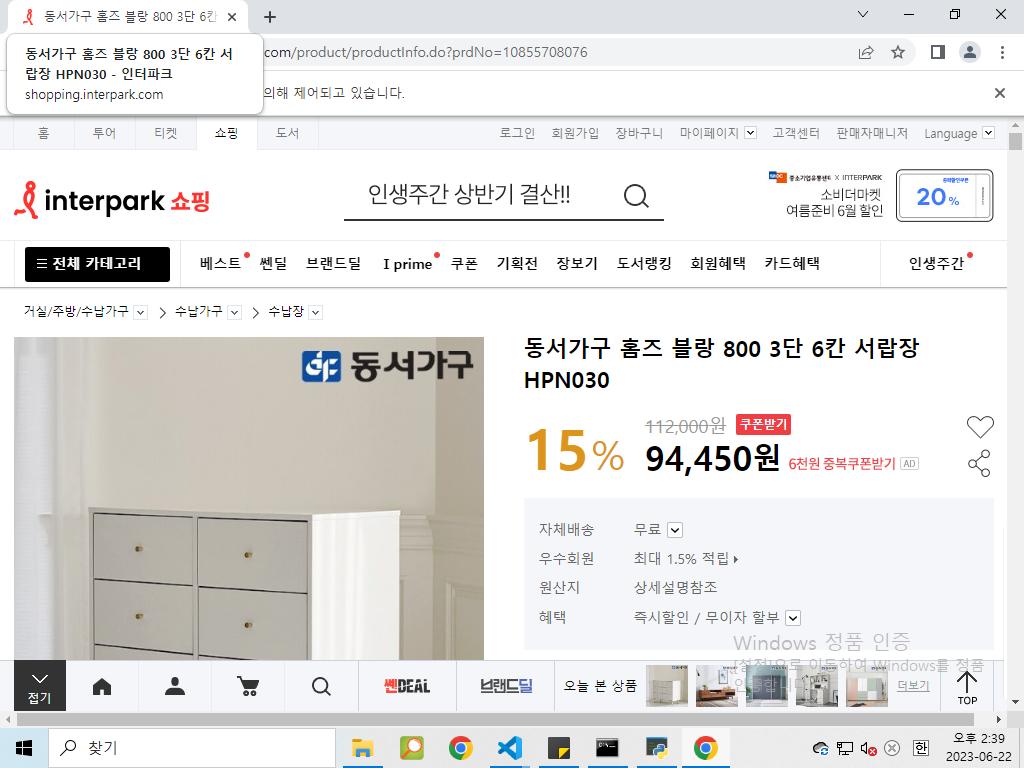 동서가구 홈즈 블랑 800 3단 6칸
동서가구 홈즈 블랑 800 3단 6칸 서
랍장 HPN030 - 인터파크
shopping.interpark.com
com/product/productInfo.do?prdNo=10855708076
의해 제어되고 있습니다.
홈 투어 티켓 쇼핑 도서 로그인 회원가입 장바구니 마이페이지 고객센터 판매자매니저 Language
interpark 쇼핑
인생주간 상반기 결산!!
중소기업유통센터 X INTERPARK
소비더마켓
여름준비 6월 할인
20%
전체 카테고리 베스트 쎈딜 브랜드딜 I prime 쿠폰 기획전 장보기 도서랭킹 회원혜택 카드혜택 인생주간
거실/주방/수납가구 수납가구 수납장
동서가구
동서가구 홈즈 블랑 800 3단 6칸 서랍장
HPN030
15% 112,000원 쿠폰받기
94,450원 6천원 중복쿠폰받기 AD
자체배송 무료
우수회원 최대 1.5% 적립
원산지 상세설명참조
혜택 즉시할인 / 무이자 할부
Windows 정품 인증
[설정]으로 이동하여 Windows를 정품
인증합니다
접기 쎈DEAL 브랜드딜 오늘 본 상품 더보기 TOP
찾기
한
오후 2:39
2023-06-22